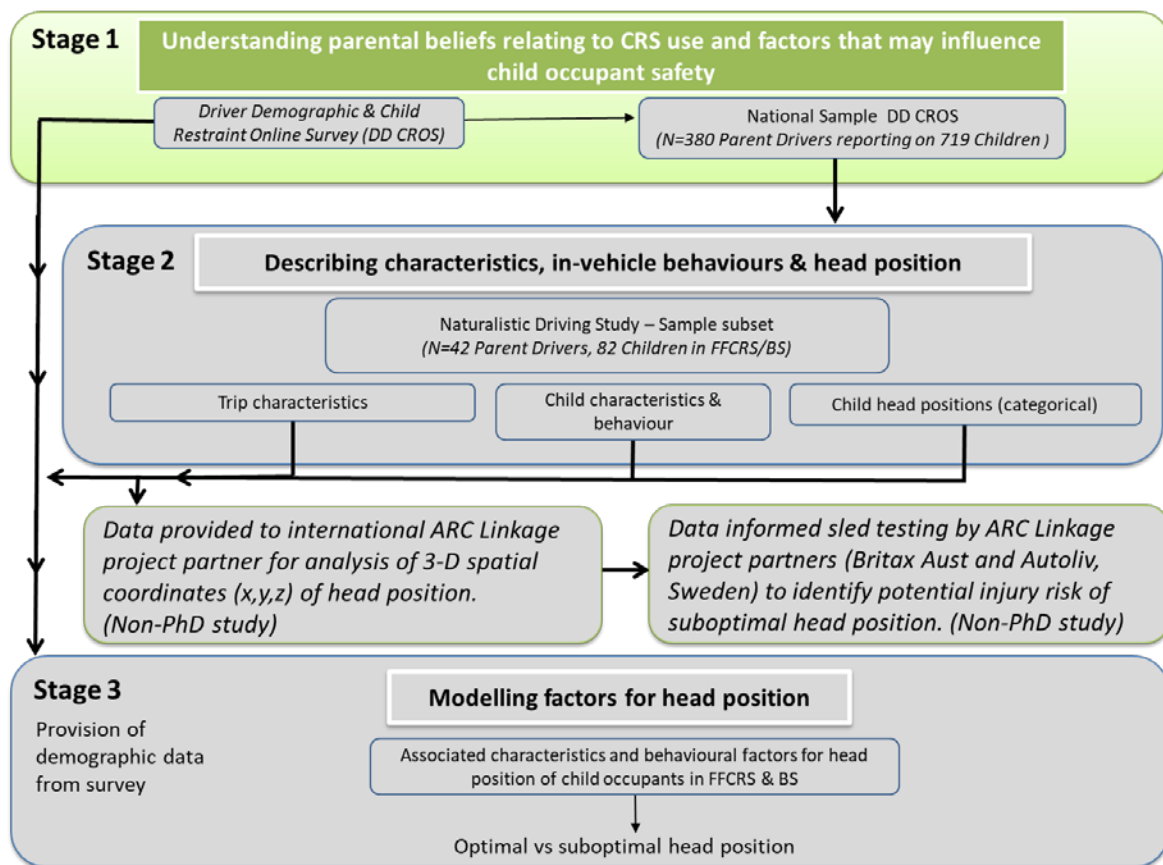 Stage 1
Understanding parental beliefs relating to CRS use and factors that may influence
child occupant safety
Driver Demographic & Child
Restraint Online Survey (DD CROS)
National Sample DD CROS
(N=380 Parent Drivers reporting on 719 Children )
Stage 2
Describing characteristics, in-vehicle behaviours & head position
Naturalistic Driving Study – Sample subset
(N=42 Parent Drivers, 82 Children in FFCRS/BS)
Trip characteristics
Child characteristics &
behaviour
Child head positions (categorical)
Data provided to international ARC Linkage
project partner for analysis of 3-D spatial
coordinates (x,y,z) of head position.
(Non-PhD study)
Data informed sled testing by ARC Linkage
project partners (Britax Aust and Autoliv,
Sweden) to identify potential injury risk of
suboptimal head position. (Non-PhD study)
Stage 3
Provision of
demographic data
from survey
Modelling factors for head position
Associated characteristics and behavioural factors for head
position of child occupants in FFCRS & BS
Optimal vs suboptimal head position